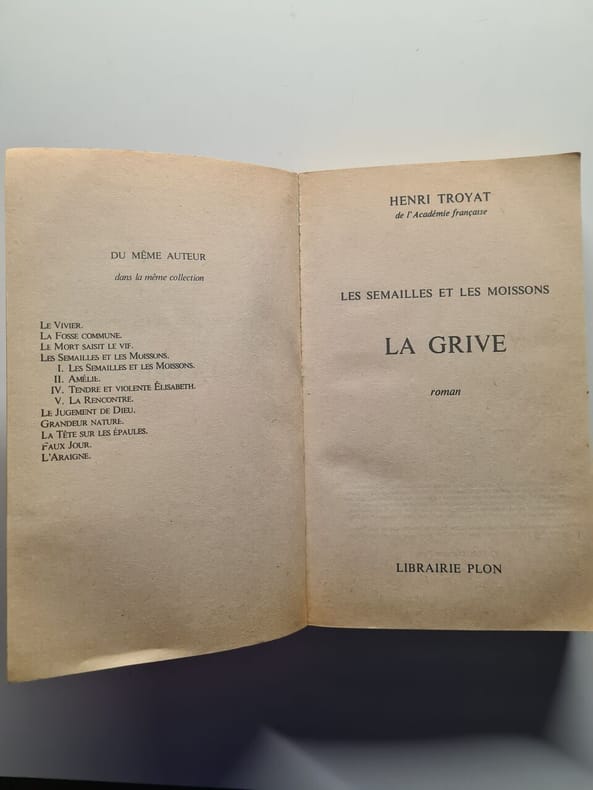 DU MÊME AUTEUR
dans la même collection
LE VIVIER.
LA FOSSE COMMUNE.
LE MORT SAISIT LE VIF.
LES SEMAILLES ET LES MOISSONS.
I. LES SEMAILLES ET LES MOISSONS.
II. AMÉLIE.
IV. TENDRE ET VIOLENTE ÉLISABETH.
V. LA RENCONTRE.
LE JUGEMENT DE DIEU.
GRANDEUR NATURE.
LA TÊTE SUR LES ÉPAULES.
FAUX JOUR.
L'ARAIGNE.
HENRI TROYAT
de l'Académie française
LES SEMAILLES ET LES MOISSONS
LA GRIVE
roman
LIBRAIRIE PLON